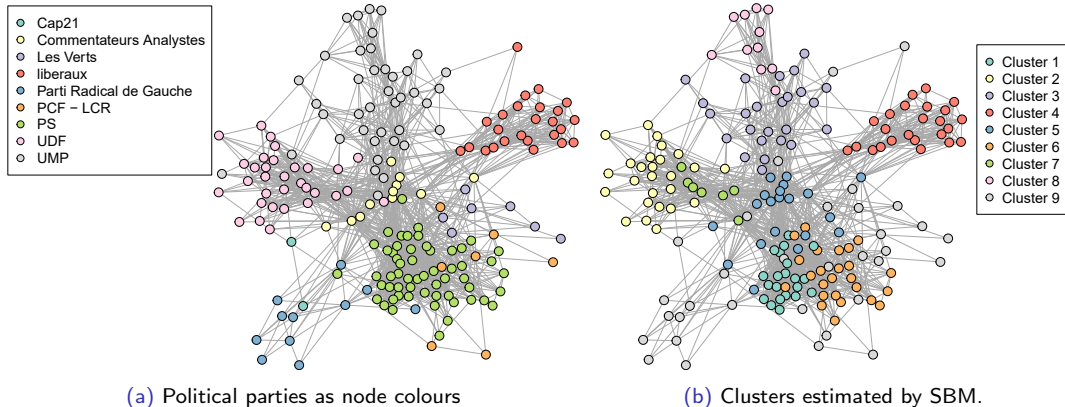 Cap21
Commentateurs Analystes
Les Verts
liberaux
Parti Radical de Gauche
PCF − LCR
PS
UDF
UMP
Cluster 1
Cluster 2
Cluster 3
Cluster 4
Cluster 5
Cluster 6
Cluster 7
Cluster 8
Cluster 9
(a) Political parties as node colours
(b) Clusters estimated by SBM.